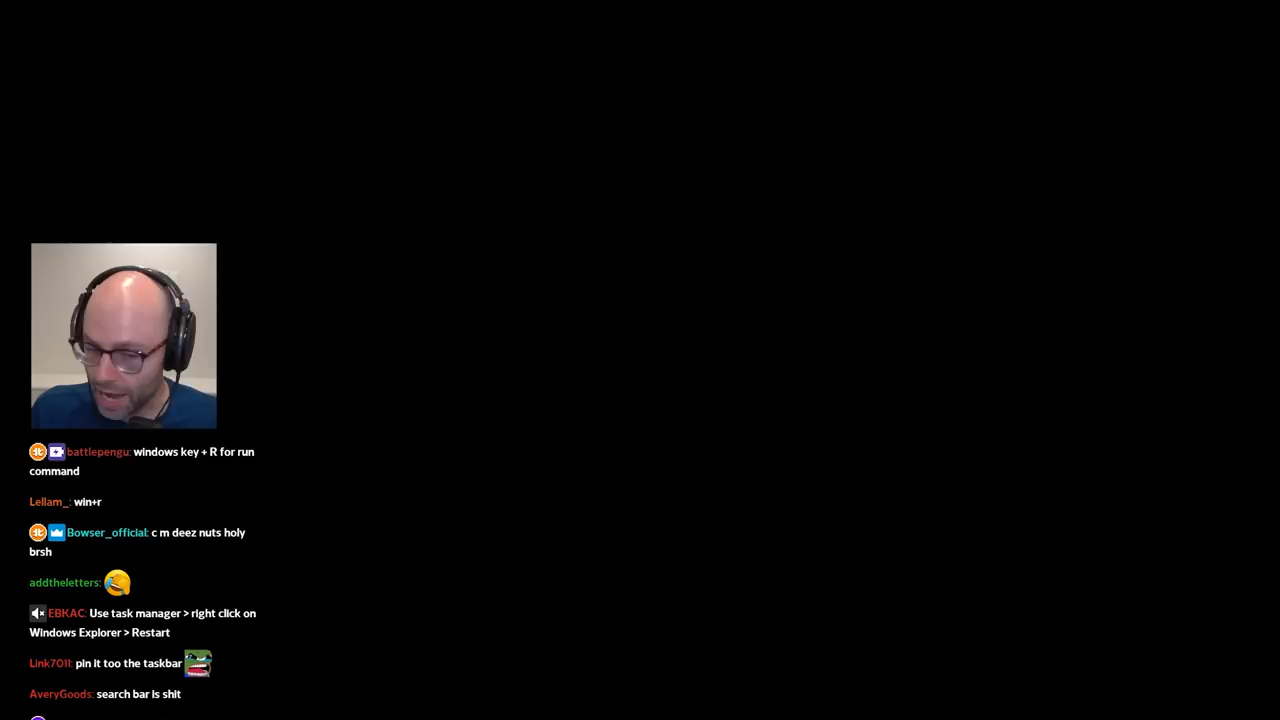 battlepengu: windows key + R for run
command
Lellam_: win+r
Bowser_official: c m deez nuts holy
brsh
addtheletters:
EBKAC: Use task manager > right click on
Windows Explorer > Restart
Link7011: pin it too the taskbar
AveryGoods: search bar is shit